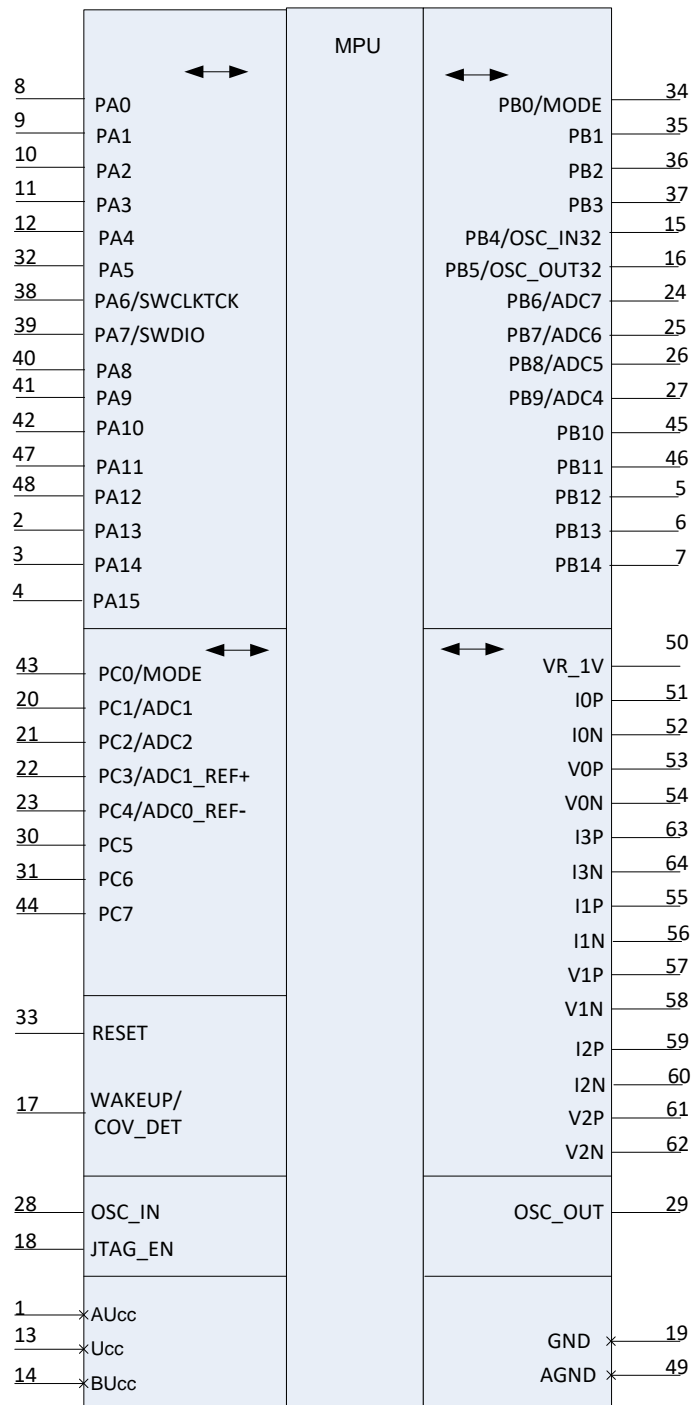 MPU
8 PA0
9 PA1
10 PA2
11 PA3
12 PA4
32 PA5
38 PA6/SWCLKTCK
39 PA7/SWDIO
40 PA8
41 PA9
42 PA10
47 PA11
48 PA12
2 PA13
3 PA14
4 PA15
PB0/MODE 34
PB1 35
PB2 36
PB3 37
PB4/OSC_IN32 15
PB5/OSC_OUT32 16
PB6/ADC7 24
PB7/ADC6 25
PB8/ADC5 26
PB9/ADC4 27
PB10 45
PB11 46
PB12 5
PB13 6
PB14 7
43 PC0/MODE
20 PC1/ADC1
21 PC2/ADC2
22 PC3/ADC1_REF+
23 PC4/ADC0_REF-
30 PC5
31 PC6
44 PC7
33 RESET
17 WAKEUP/
COV_DET
VR_1V 50
I0P 51
I0N 52
V0P 53
V0N 54
I3P 63
I3N 64
I1P 55
I1N 56
V1P 57
V1N 58
I2P 59
I2N 60
V2P 61
V2N 62
28 OSC_IN
18 JTAG_EN
OSC_OUT 29
1 AUcc
13 Ucc
14 BUcc
GND 19
AGND 49